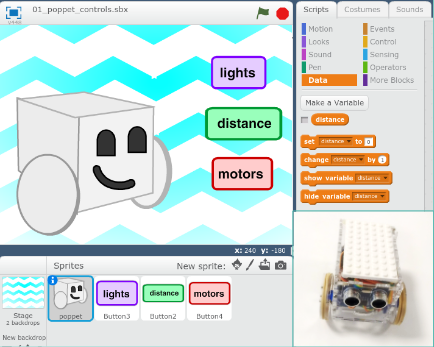 01_poppet_controls.sbx
lights
distance
motors
x: 240 y: -180
Sprites
New sprite:
Stage
2 backdrops
New backdrop
poppet
lights
Button3
distance
Button2
motors
Button4
Scripts
Costumes
Sounds
Motion
Events
Looks
Control
Sound
Sensing
Pen
Operators
Data
More Blocks
Make a Variable
distance
set distance to 0
change distance by 1
show variable distance
hide variable distance